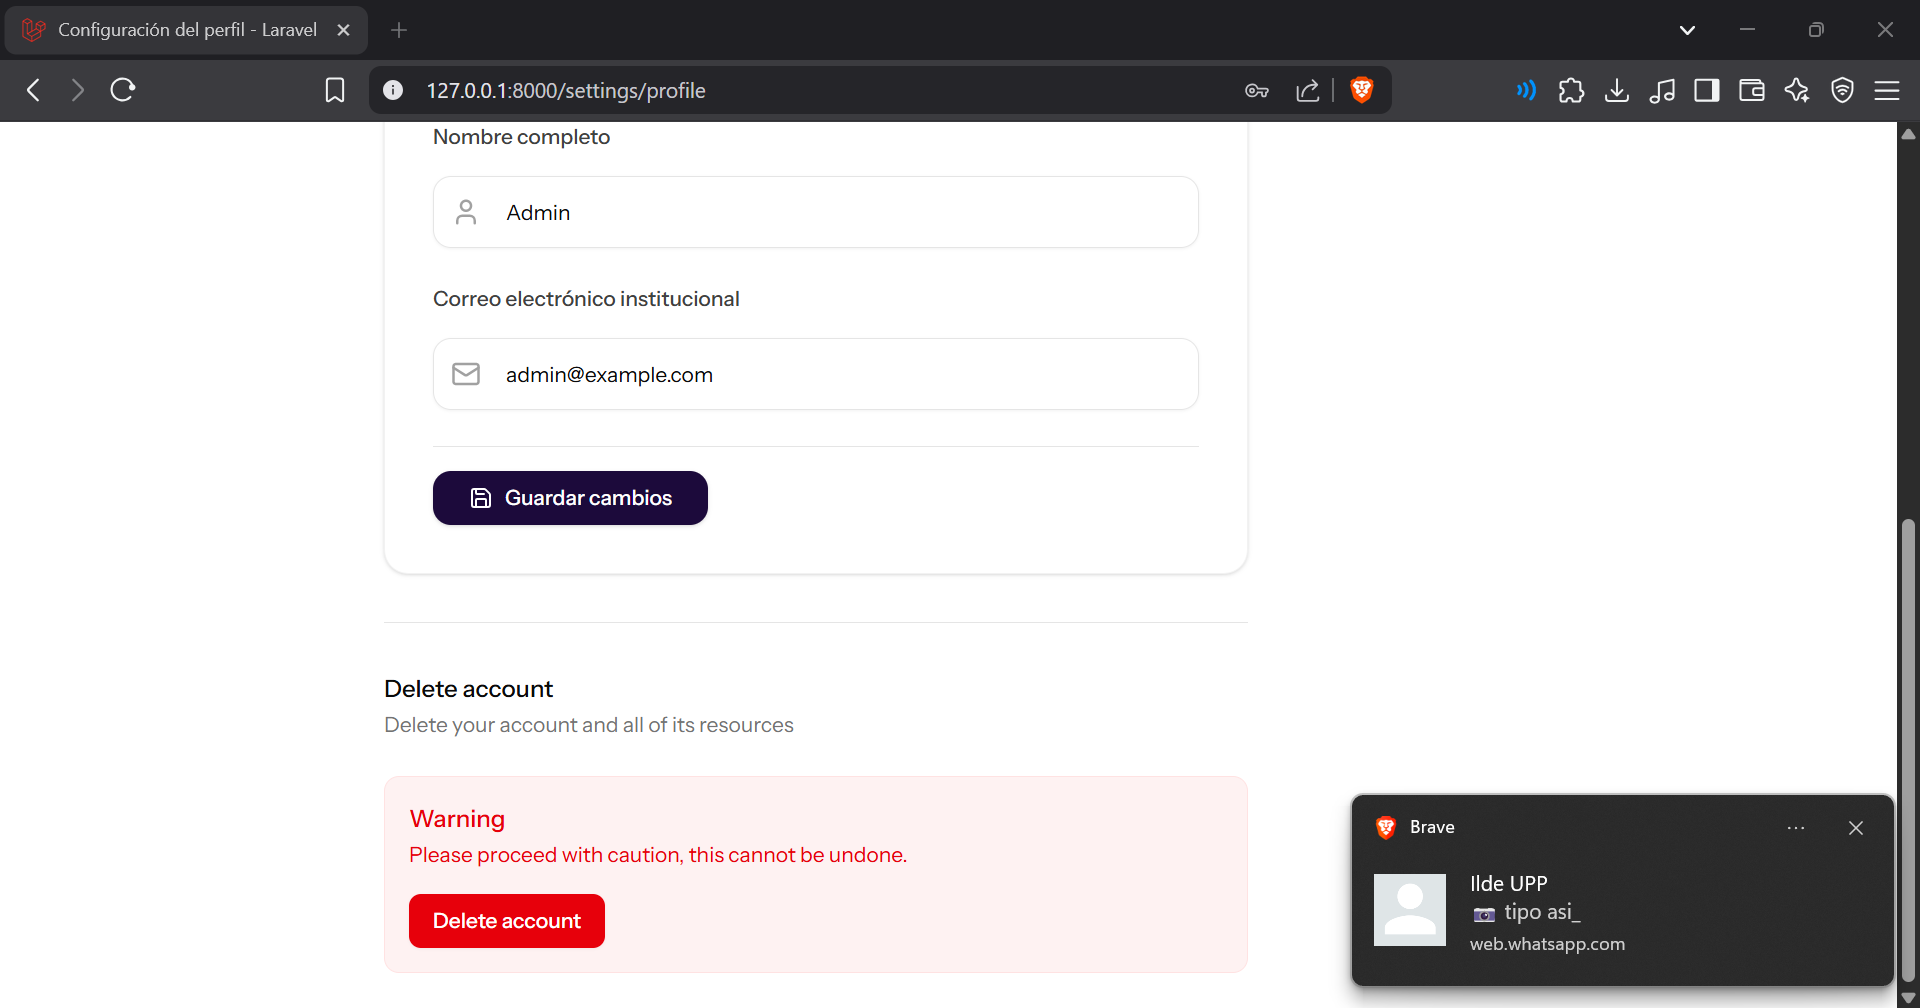 Configuración del perfil - Laravel
127.0.0.1:8000/settings/profile
Nombre completo
Admin
Correo electrónico institucional
admin@example.com
Guardar cambios
Delete account
Delete your account and all of its resources
Warning
Please proceed with caution, this cannot be undone.
Delete account
Brave
Ilde UPP
📷 tipo asi_
web.whatsapp.com